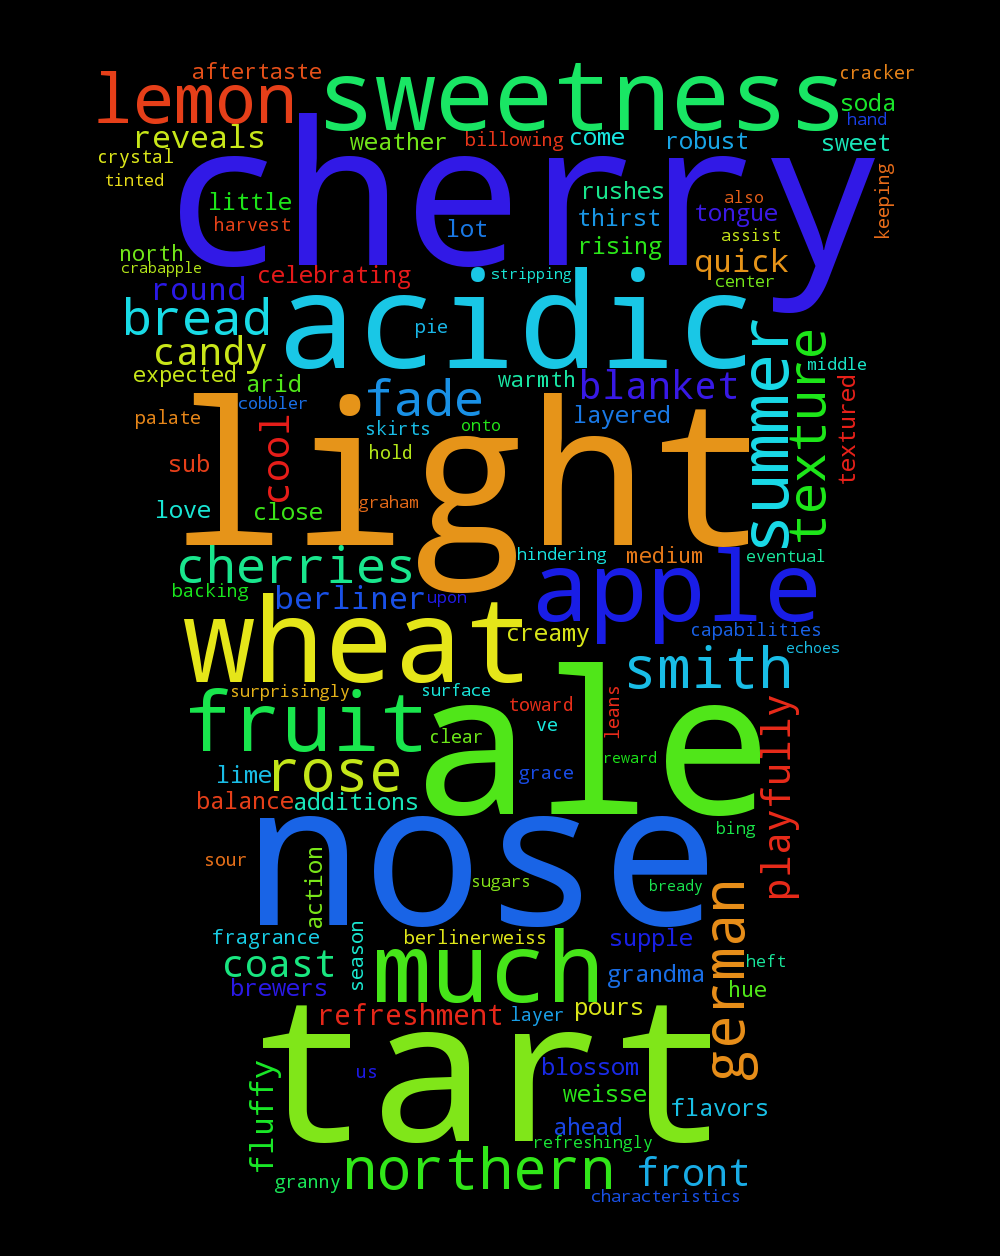 aftertaste
cracker
lemon
sweetness
soda
hand
reveals
weather
billowing
come
robust
sweet
crystal
cherry
tinted
little
rushes
also
keeping
harvest
lot
thirst
tongue
rising
assist
north
quick
crabapple
celebrating
stripping
center
round
acidic
bread
pie
candy
summer
texture
middle
expected
arid
fade
warmth
blanket
textured
cobbler
layered
palate
skirts
onto
cool
hold
light
sub
graham
love
close
cherries
hindering
medium
eventual
backing
berliner
upon
apple
wheat
creamy
capabilities
smith
echoes
surprisingly
surface
toward
leans
fruit
ve
ale
clear
playfully
lime
rose
grace
reward
balance
additions
nose
bing
sour
action
sugars
bready
german
fragrance
season
berlinerweiss
supple
coast
much
grandma
heft
brewers
hue
refreshment
layer
pours
tart
us
blossom
fluffy
weisse
flavors
ahead
refreshingly
granny
northern
front
characteristics